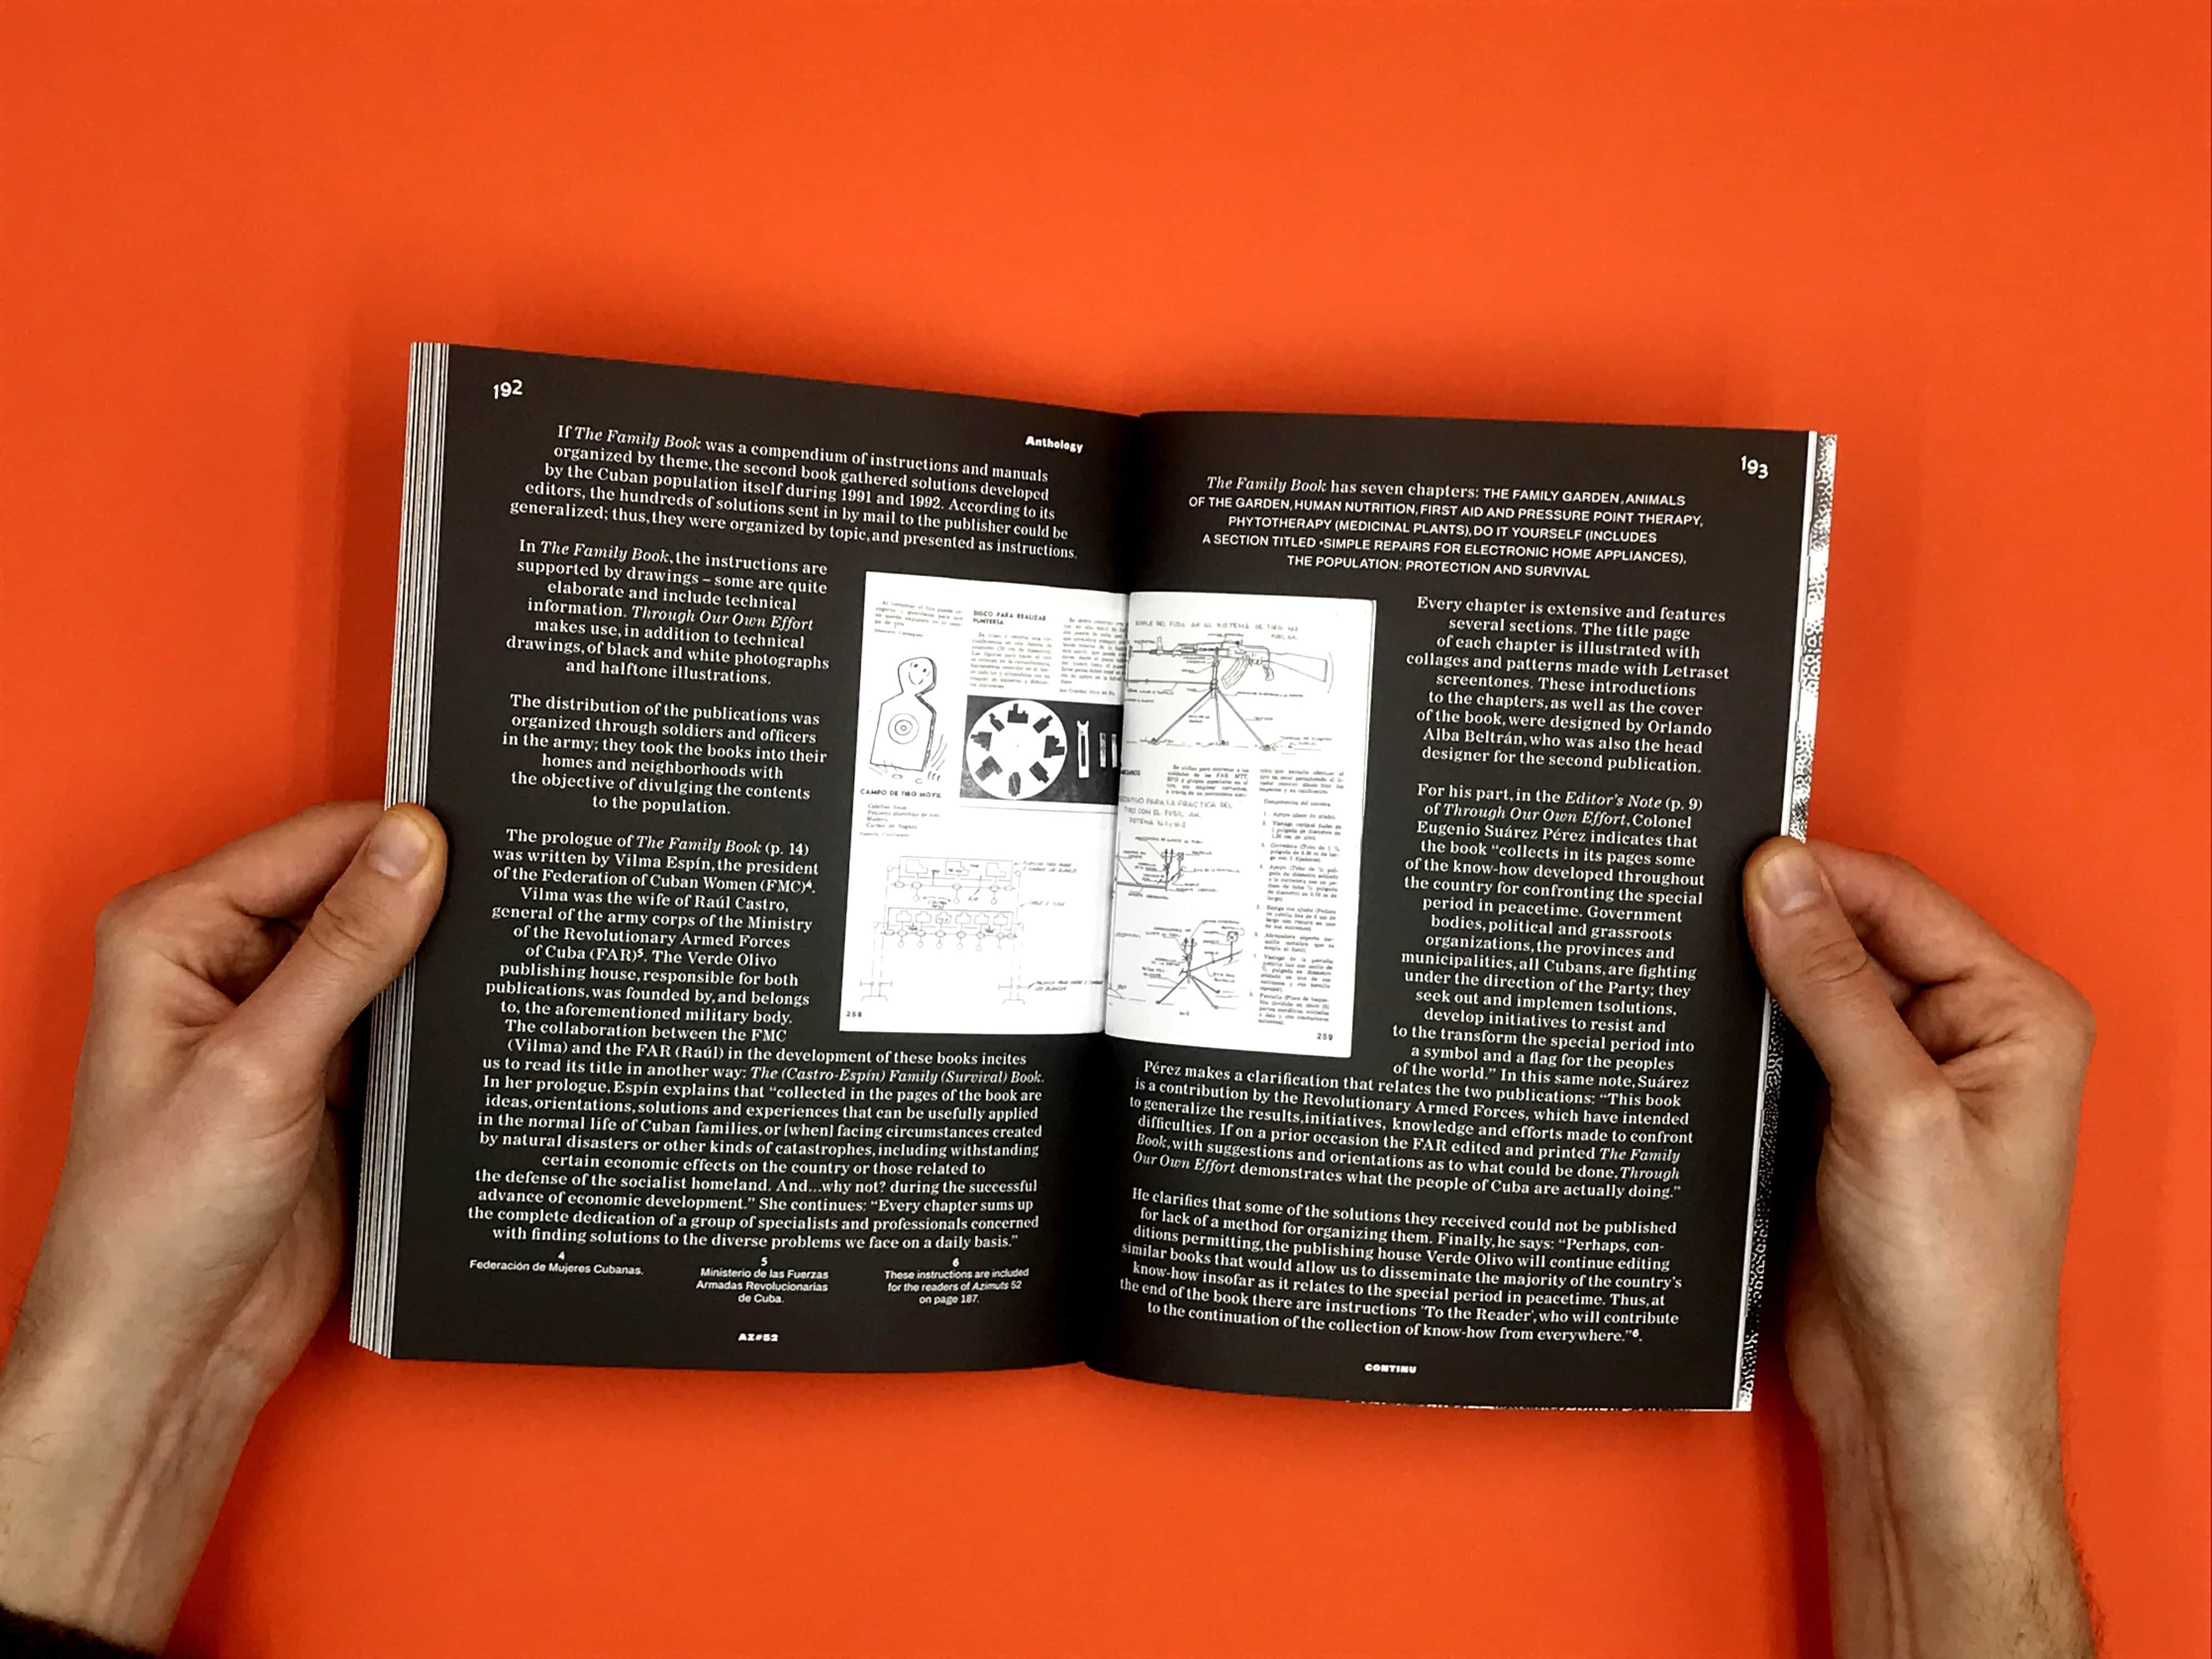 192
Anthology
If The Family Book was a compendium of instructions and manuals
organized by theme, the second book gathered solutions developed
by the Cuban population itself during 1991 and 1992. According to its
editors, the hundreds of solutions sent in by mail to the publisher could be
generalized; thus, they were organized by topic, and presented as instructions.
In The Family Book, the instructions are
supported by drawings – some are quite
elaborate and include technical
information. Through Our Own Effort
makes use, in addition to technical
drawings, of black and white photographs
and halftone illustrations.
The distribution of the publications was
organized through soldiers and officers
in the army; they took the books into their
homes and neighborhoods with
the objective of divulging the contents
to the population.
The prologue of The Family Book (p. 14)
was written by Vilma Espín, the president
of the Federation of Cuban Women (FMC)4.
Vilma was the wife of Raúl Castro,
general of the army corps of the Ministry
of the Revolutionary Armed Forces
of Cuba (FAR)5. The Verde Olivo
publishing house, responsible for both
publications, was founded by, and belongs
to, the aforementioned military body.
The collaboration between the FMC
(Vilma) and the FAR (Raúl) in the development of these books incites
us to read its title in another way: The (Castro-Espín) Family (Survival) Book.
In her prologue, Espín explains that “collected in the pages of the book are
ideas, orientations, solutions and experiences that can be usefully applied
in the normal life of Cuban families, or [when] facing circumstances created
by natural disasters or other kinds of catastrophes, including withstanding
certain economic effects on the country or those related to
the defense of the socialist homeland. And...why not? during the successful
advance of economic development.” She continues: “Every chapter sums up
the complete dedication of a group of specialists and professionals concerned
with finding solutions to the diverse problems we face on a daily basis.”
4
Federación de Mujeres Cubanas.
5
Ministerio de las Fuerzas
Armadas Revolucionarias
de Cuba.
6
These instructions are included
for the readers of Azimuts 52
on page 187.
AZ#52
DISCO PARA REALIZAR
PUNTERÍA
CAMPO DE TIRO MÓVIL
258
193
The Family Book has seven chapters: THE FAMILY GARDEN, ANIMALS
OF THE GARDEN, HUMAN NUTRITION, FIRST AID AND PRESSURE POINT THERAPY,
PHYTOTHERAPY (MEDICINAL PLANTS), DO IT YOURSELF (INCLUDES
A SECTION TITLED •SIMPLE REPAIRS FOR ELECTRONIC HOME APPLIANCES),
THE POPULATION: PROTECTION AND SURVIVAL
259
Every chapter is extensive and features
several sections. The title page
of each chapter is illustrated with
collages and patterns made with Letraset
screentones. These introductions
to the chapters, as well as the cover
of the book, were designed by Orlando
Alba Beltrán, who was also the head
designer for the second publication.
For his part, in the Editor's Note (p. 9)
of Through Our Own Effort, Colonel
Eugenio Suárez Pérez indicates that
the book “collects in its pages some
of the know-how developed throughout
the country for confronting the special
period in peacetime. Government
bodies, political and grassroots
organizations, the provinces and
municipalities, all Cubans, are fighting
under the direction of the Party; they
seek out and implemen tsolutions,
develop initiatives to resist and
to the transform the special period into
a symbol and a flag for the peoples
of the world.” In this same note, Suárez
Pérez makes a clarification that relates the two publications: “This book
is a contribution by the Revolutionary Armed Forces, which have intended
to generalize the results, initiatives, knowledge and efforts made to confront
difficulties. If on a prior occasion the FAR edited and printed The Family
Book, with suggestions and orientations as to what could be done, Through
Our Own Effort demonstrates what the people of Cuba are actually doing.”
He clarifies that some of the solutions they received could not be published
for lack of a method for organizing them. Finally, he says: “Perhaps, con-
ditions permitting, the publishing house Verde Olivo will continue editing
similar books that would allow us to disseminate the majority of the country's
know-how insofar as it relates to the special period in peacetime. Thus, at
the end of the book there are instructions 'To the Reader', who will contribute
to the continuation of the collection of know-how from everywhere.”6.
CONTINU